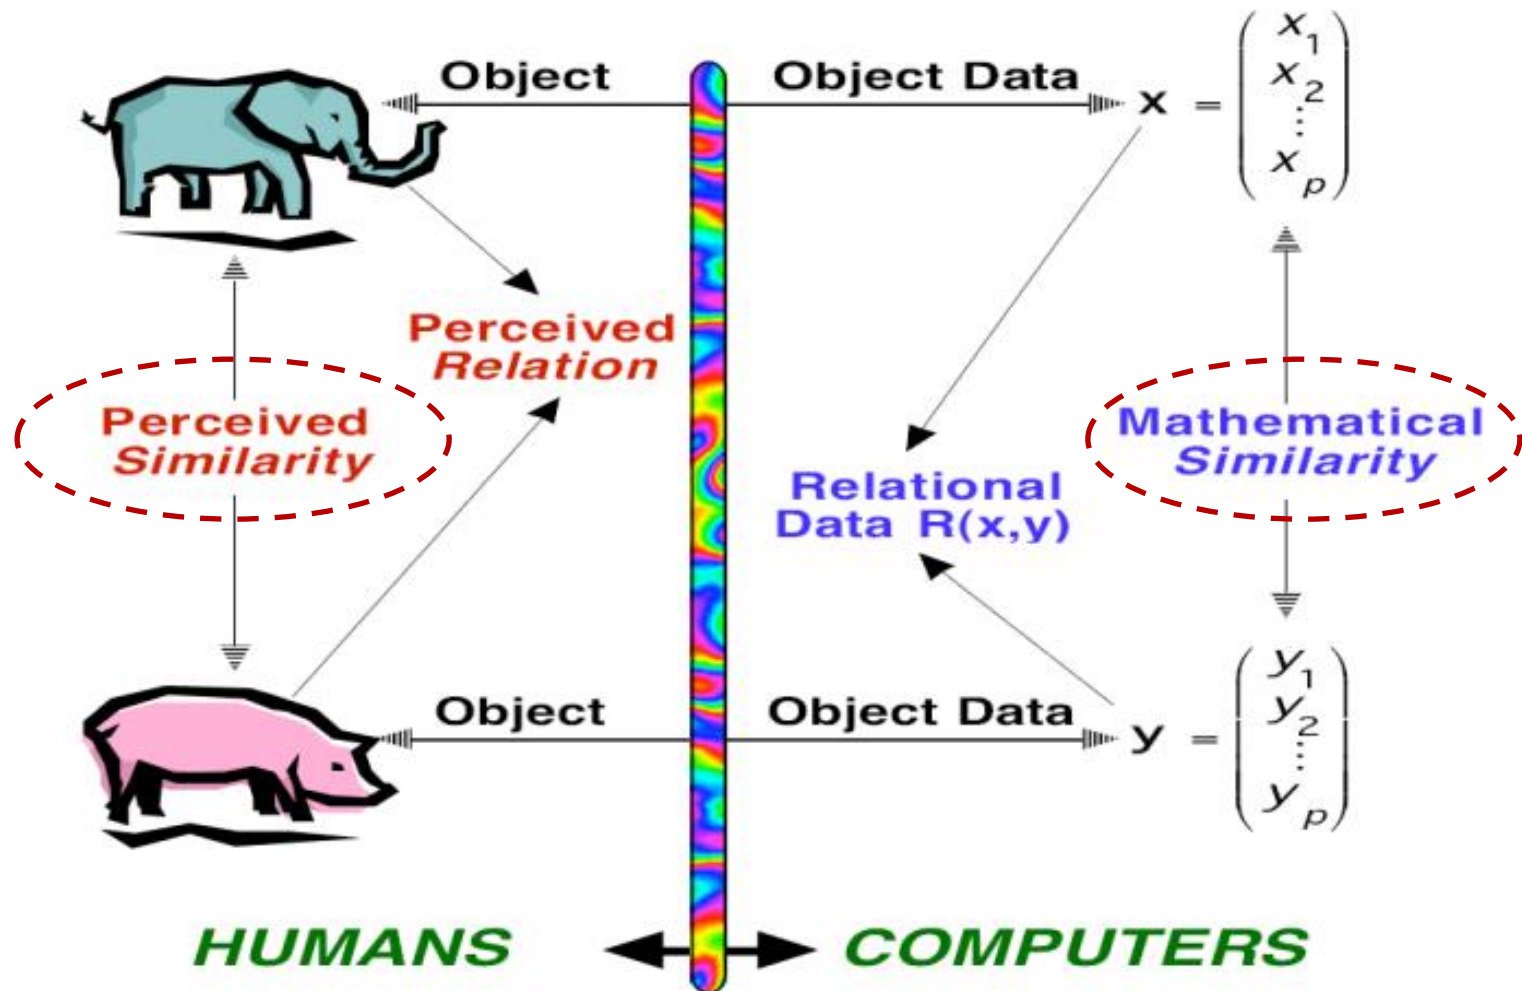 Object
Object Data
x = ( x1
x2
⋮
xp )
Perceived
Relation
Perceived
Similarity
Mathematical
Similarity
Relational
Data R(x,y)
Object
Object Data
y = ( y1
y2
⋮
yp )
HUMANS
COMPUTERS